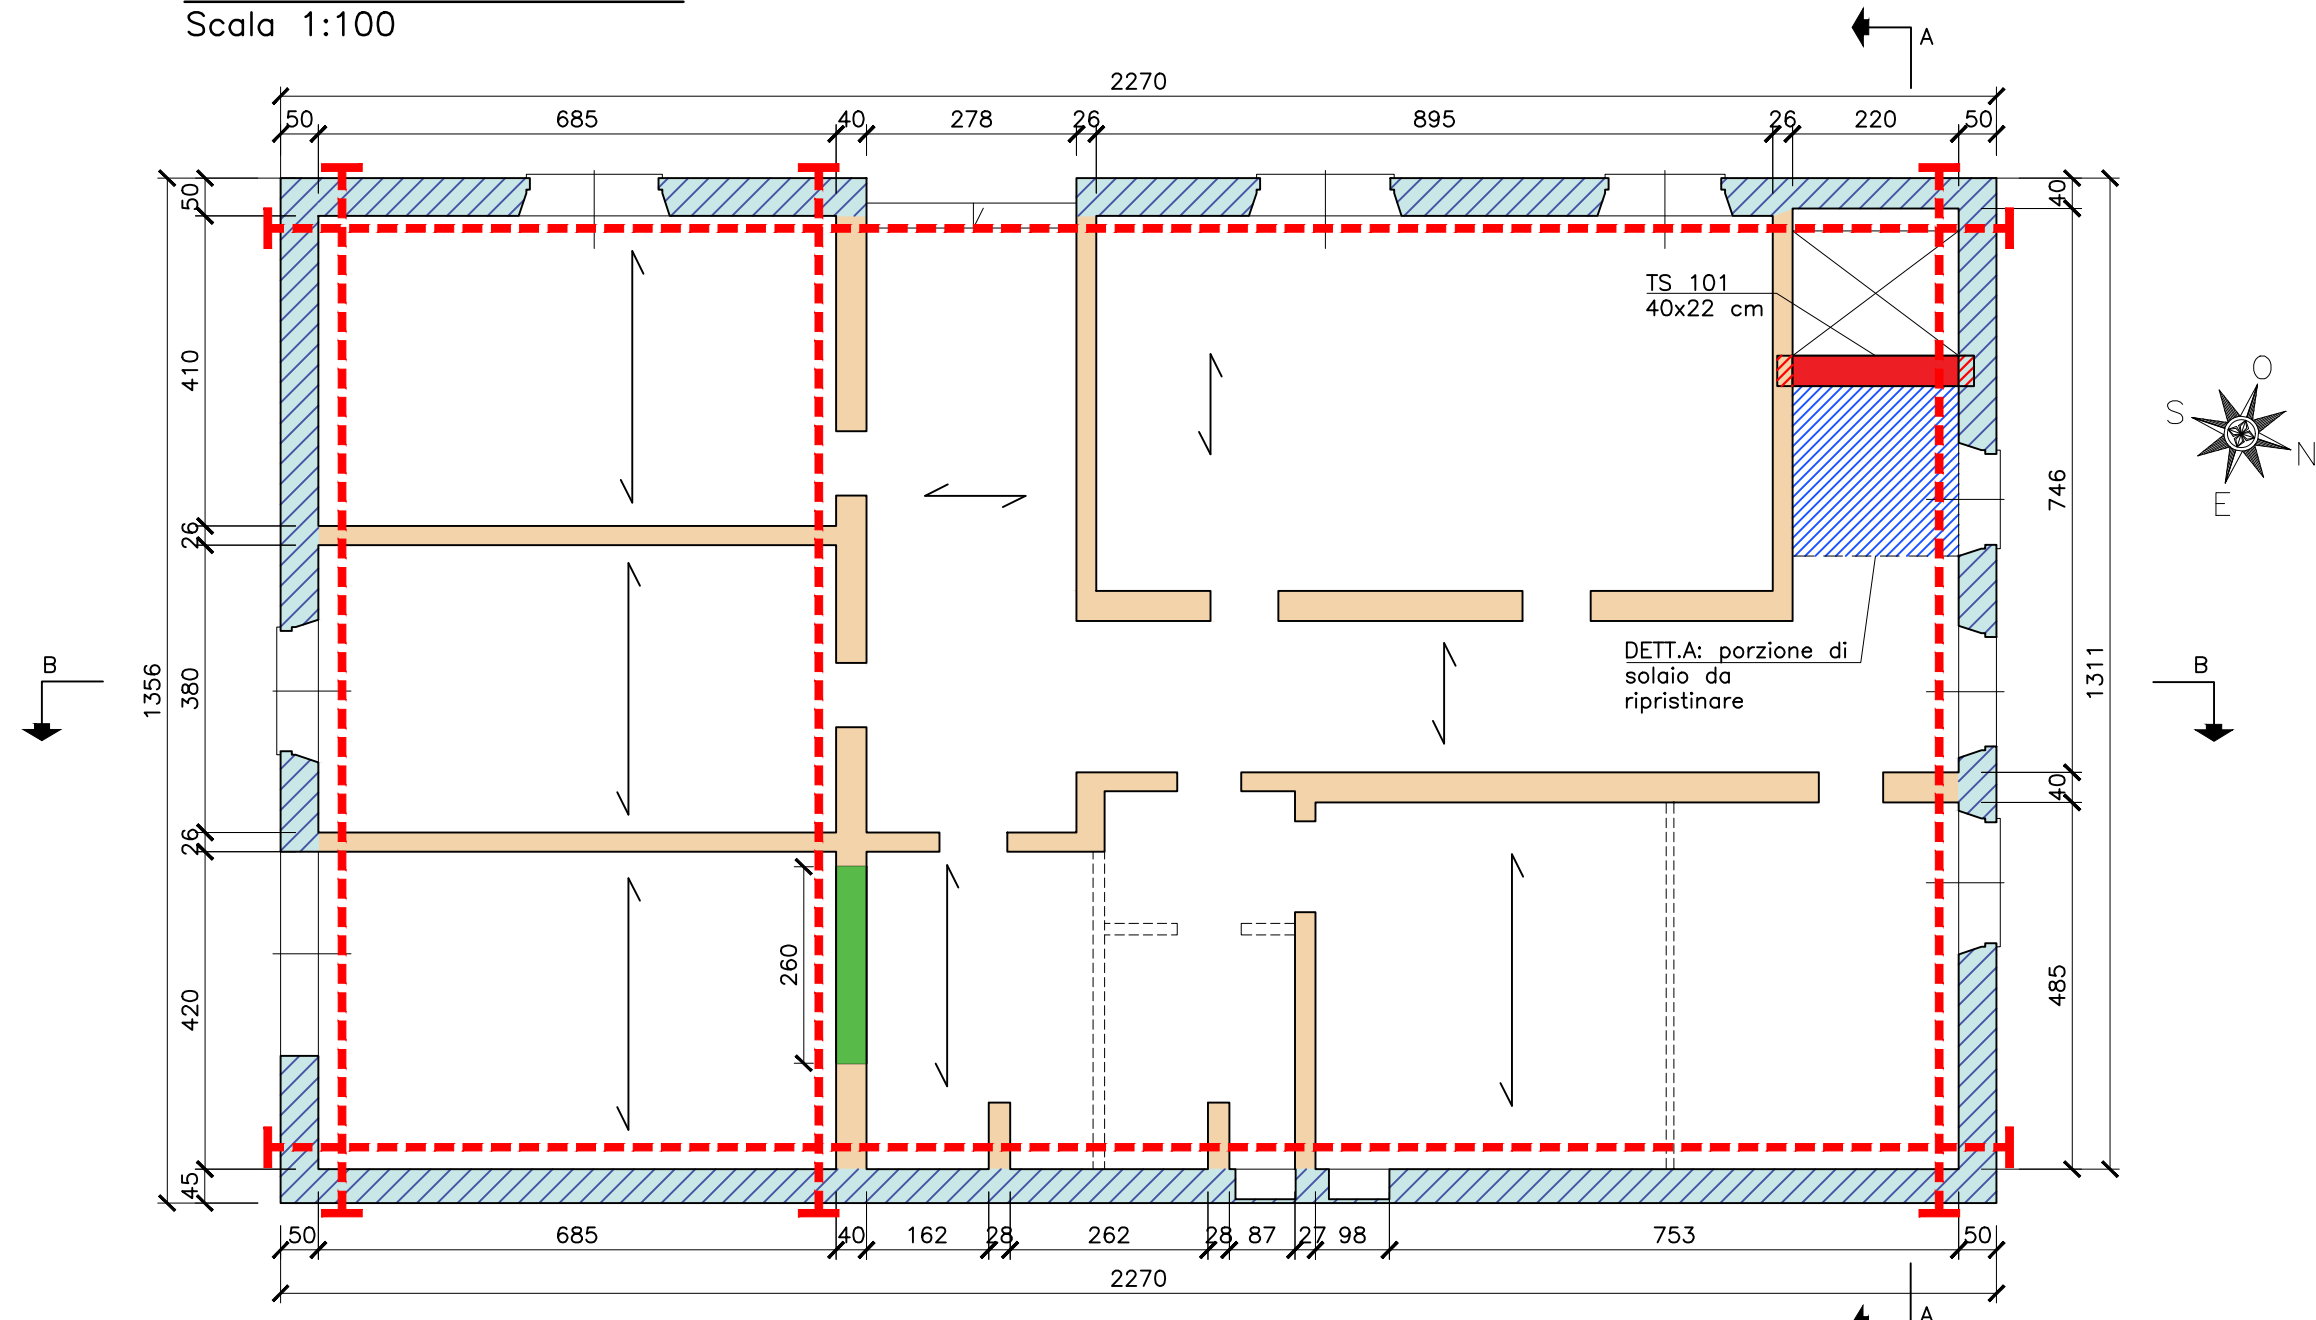 Scala 1:100
A
2270
50 685 40 278 26 895 26 220 50
50
410
26
380
26
420
45
1356
40
746
40
485
1311
TS 101
40x22 cm
O
S
N
E
B
B
DETT.A: porzione di
solaio da
ripristinare
260
50 685 40 162 28 262 28 87 27 98 753 50
2270
A